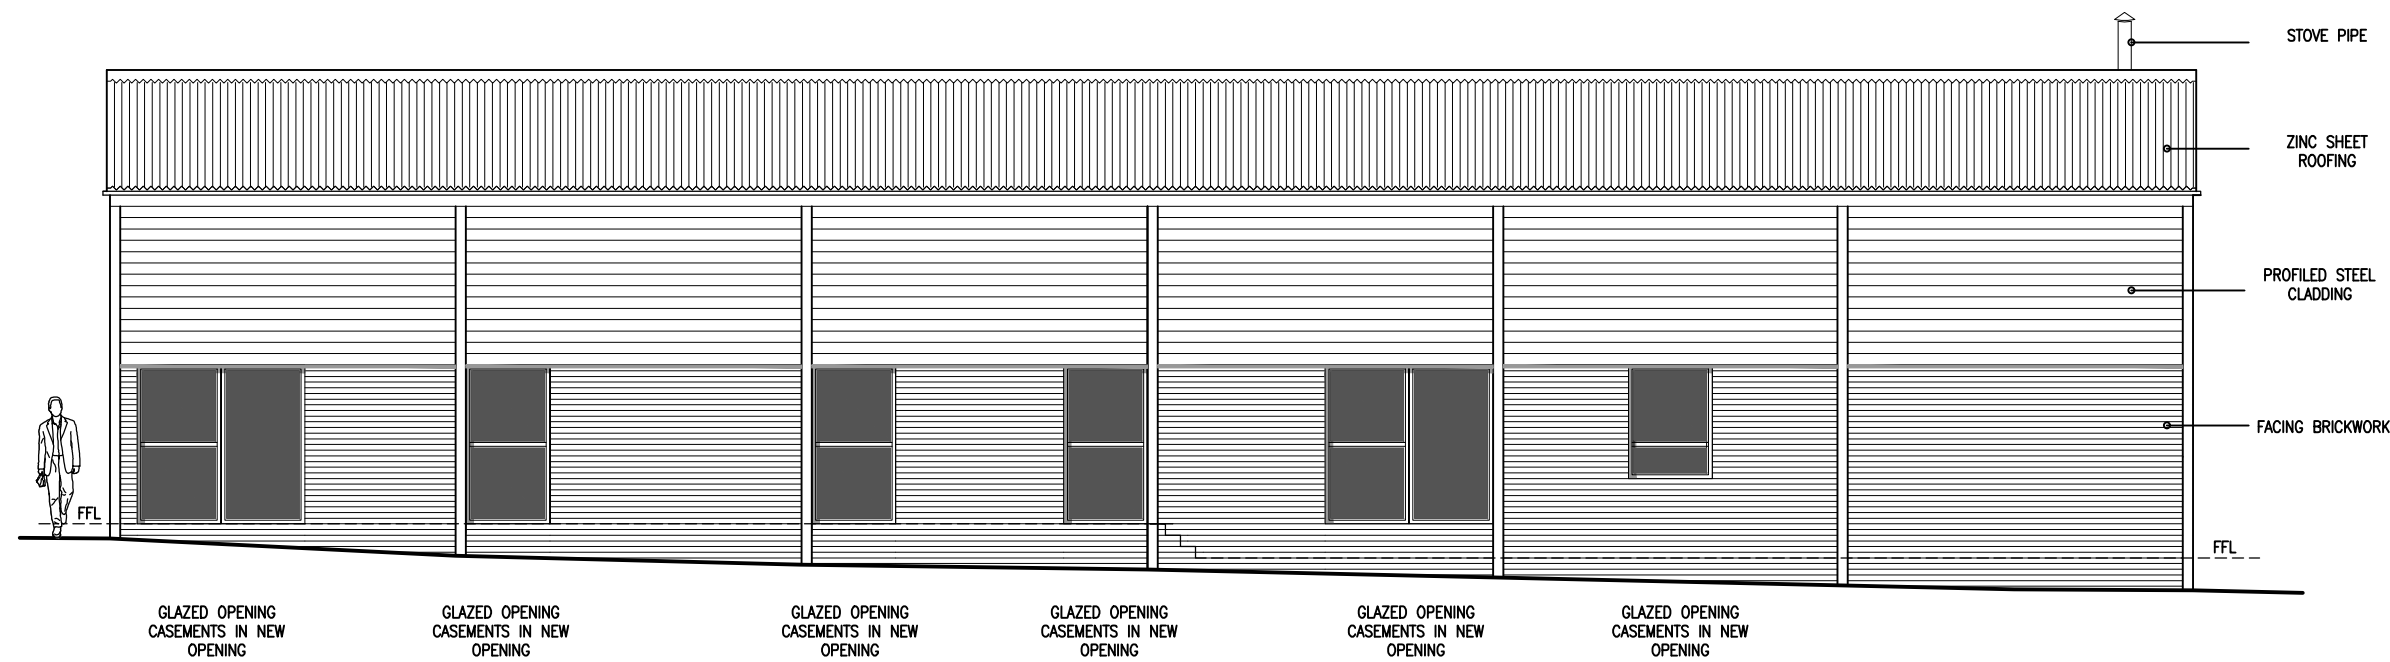 STOVE PIPE
ZINC SHEET
ROOFING
PROFILED STEEL
CLADDING
FACING BRICKWORK
FFL
FFL
GLAZED OPENING
CASEMENTS IN NEW
OPENING
GLAZED OPENING
CASEMENTS IN NEW
OPENING
GLAZED OPENING
CASEMENTS IN NEW
OPENING
GLAZED OPENING
CASEMENTS IN NEW
OPENING
GLAZED OPENING
CASEMENTS IN NEW
OPENING
GLAZED OPENING
CASEMENTS IN NEW
OPENING